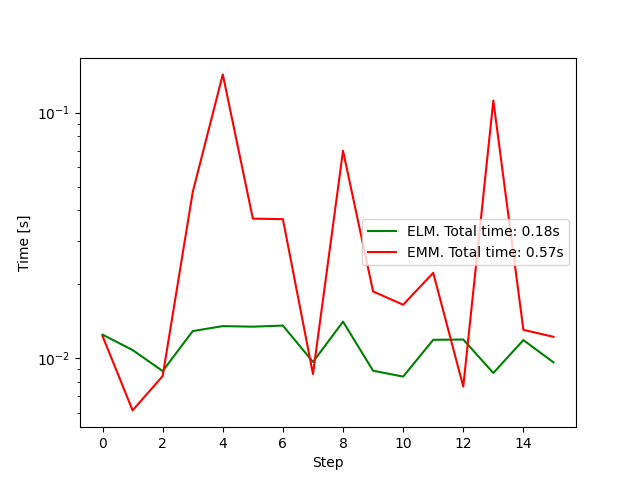 10⁻¹
10⁻²
Time [s]
ELM. Total time: 0.18s
EMM. Total time: 0.57s
0 2 4 6 8 10 12 14
Step